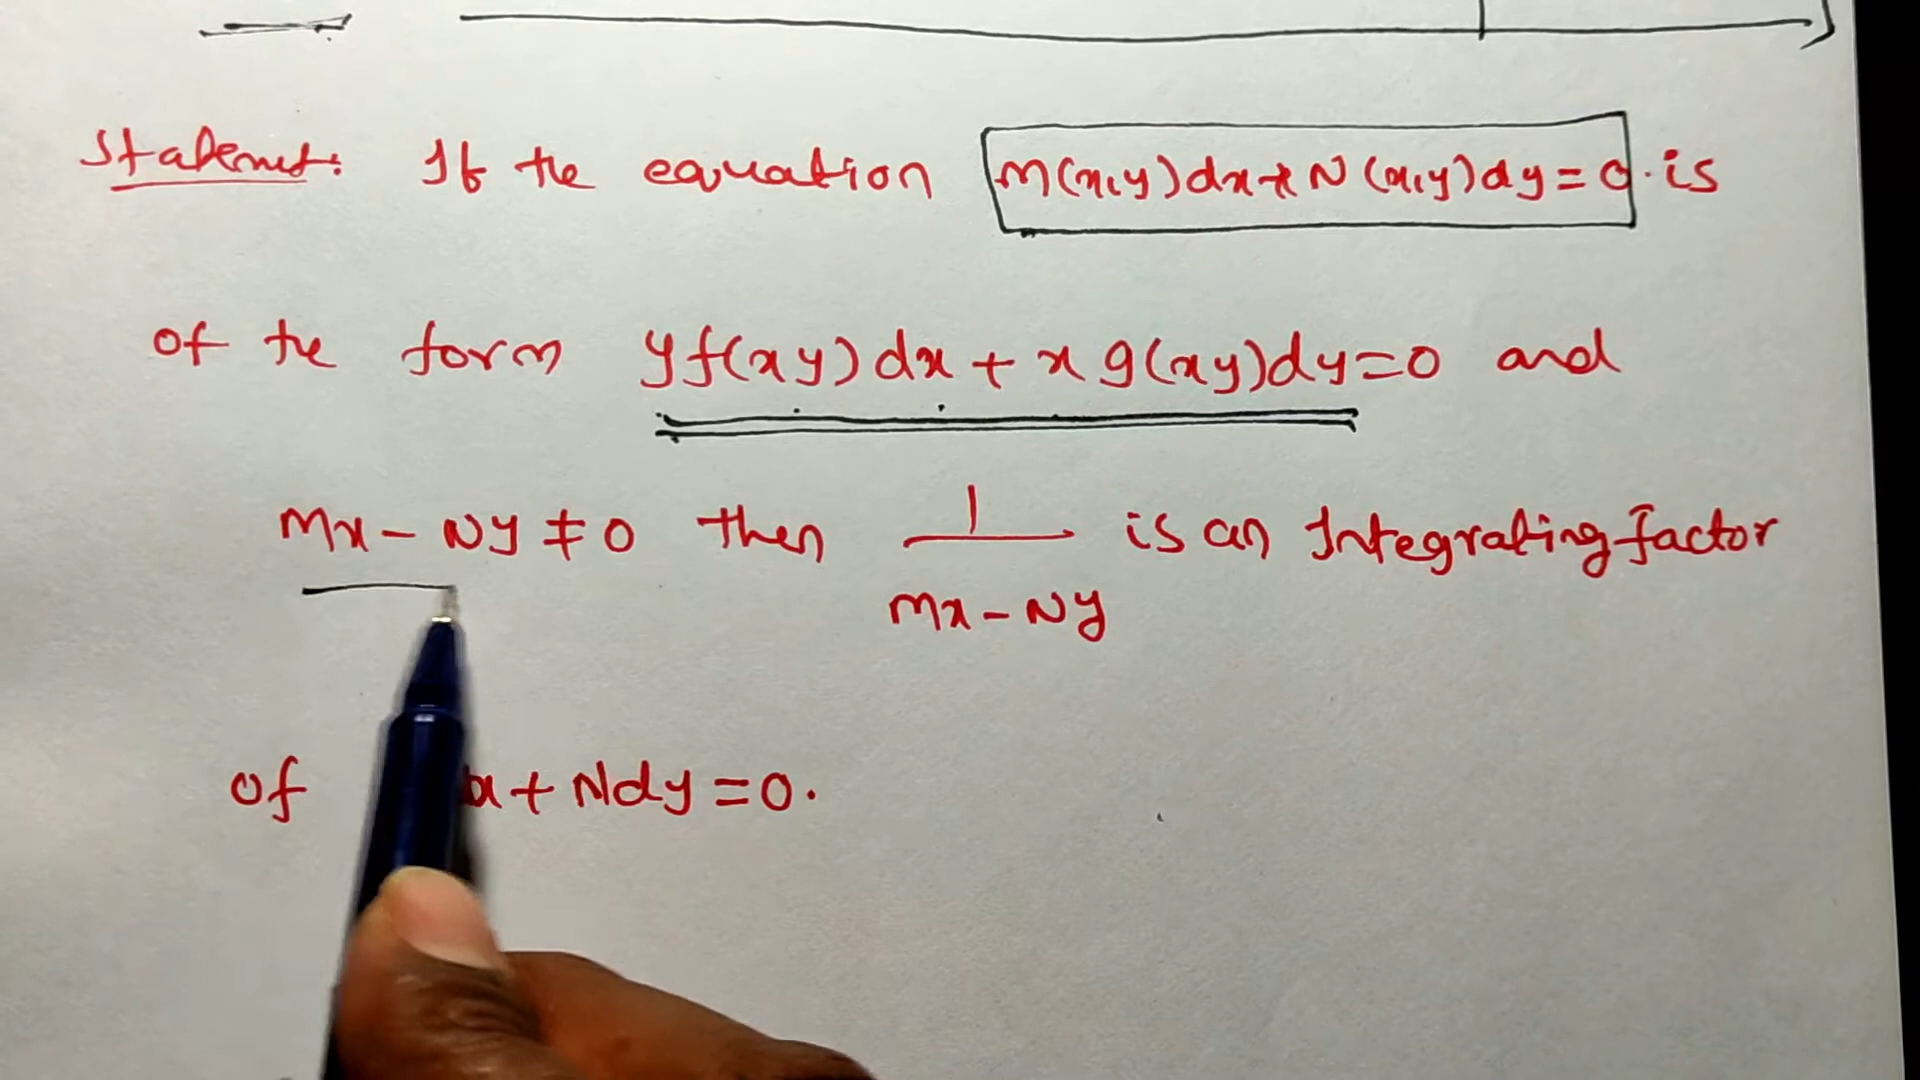 Statement: If the equation M(x,y)dx+N(x,y)dy=0. is
of the form yf(xy)dx+xg(xy)dy=0 and
Mx-Ny≠0 then 1/(Mx-Ny) is an Integrating factor
of x+Ndy=0.